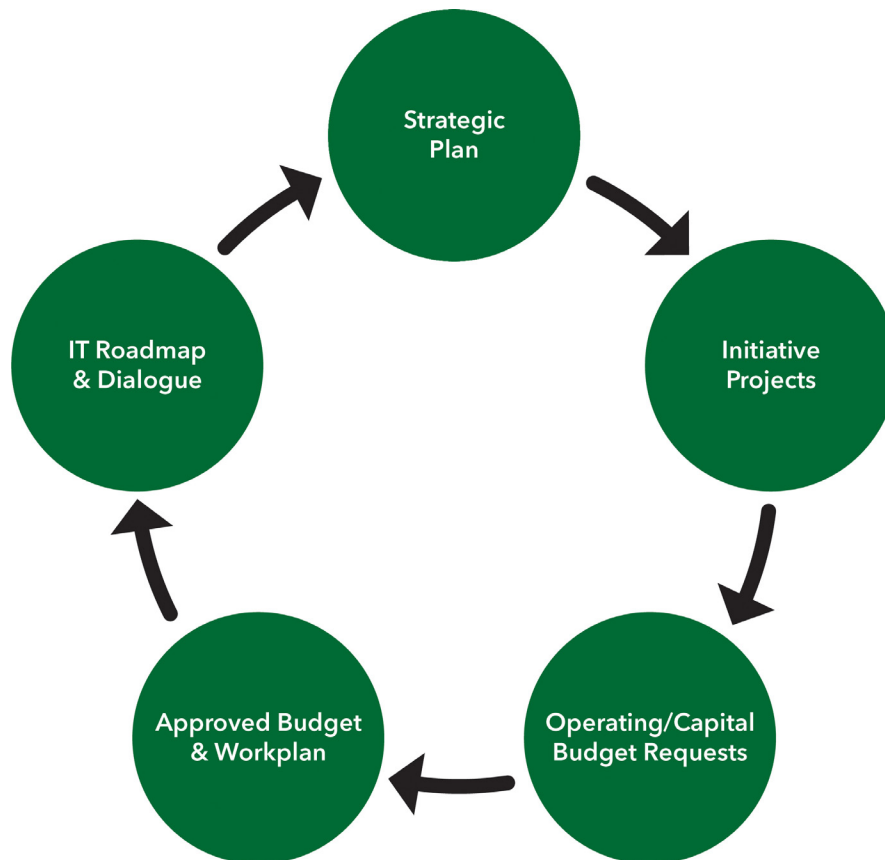 Strategic
Plan
Initiative
Projects
Operating/Capital
Budget Requests
Approved Budget
& Workplan
IT Roadmap
& Dialogue